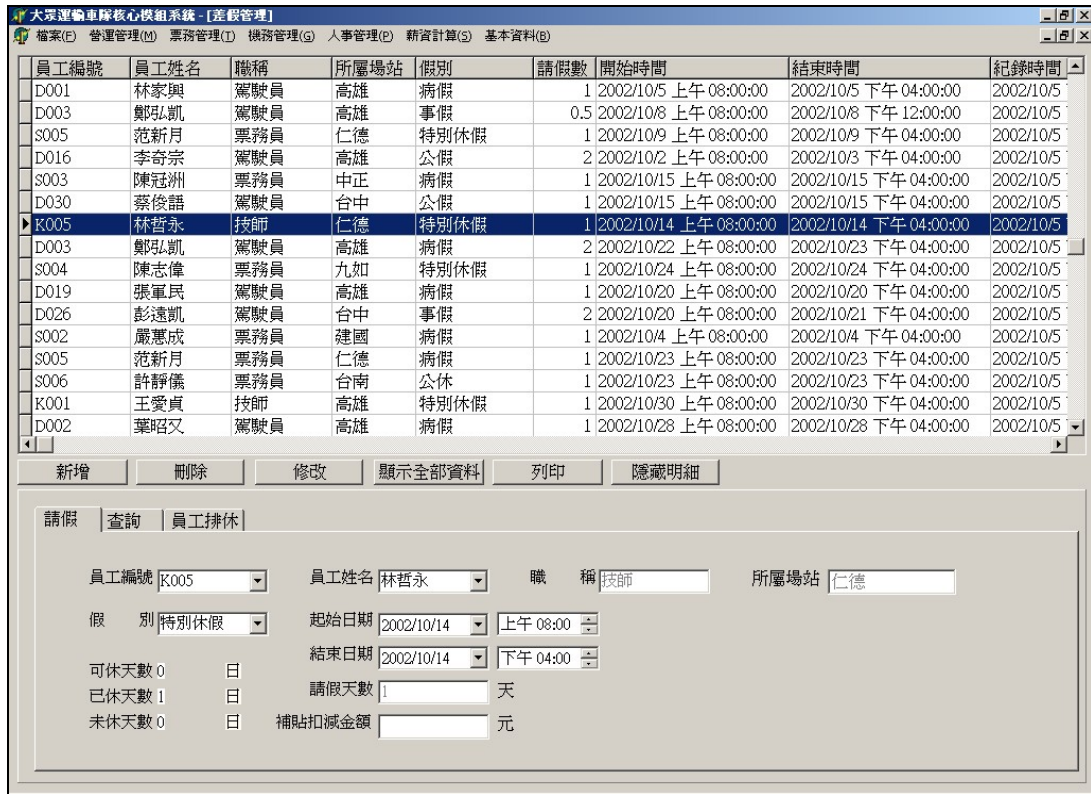 大眾運輸車隊核心模組系統 - [差假管理]
檔案(F) 營運管理(M) 票務管理(T) 機務管理(G) 人事管理(P) 薪資計算(S) 基本資料(B)
員工編號 員工姓名 職稱 所屬場站 假別 請假數 開始時間 結束時間 紀錄時間
D001 林家興 駕駛員 高雄 病假 1 2002/10/5 上午 08:00:00 2002/10/5 下午 04:00:00 2002/10/5
D003 鄭弘凱 駕駛員 高雄 事假 0.5 2002/10/8 上午 08:00:00 2002/10/8 下午 12:00:00 2002/10/5
S005 范新月 票務員 仁德 特別休假 1 2002/10/9 上午 08:00:00 2002/10/9 下午 04:00:00 2002/10/5
D016 李奇宗 駕駛員 高雄 公假 2 2002/10/2 上午 08:00:00 2002/10/3 下午 04:00:00 2002/10/5
S003 陳冠洲 票務員 中正 病假 1 2002/10/15 上午 08:00:00 2002/10/15 下午 04:00:00 2002/10/5
D030 蔡俊語 駕駛員 台中 公假 1 2002/10/15 上午 08:00:00 2002/10/15 下午 04:00:00 2002/10/5
K005 林哲永 技師 仁德 特別休假 1 2002/10/14 上午 08:00:00 2002/10/14 下午 04:00:00 2002/10/5
D003 鄭弘凱 駕駛員 高雄 病假 2 2002/10/22 上午 08:00:00 2002/10/23 下午 04:00:00 2002/10/5
S004 陳志偉 票務員 九如 特別休假 1 2002/10/24 上午 08:00:00 2002/10/24 下午 04:00:00 2002/10/5
D019 張軍民 駕駛員 高雄 病假 1 2002/10/20 上午 08:00:00 2002/10/20 下午 04:00:00 2002/10/5
D026 彭遠凱 駕駛員 台中 事假 2 2002/10/20 上午 08:00:00 2002/10/21 下午 04:00:00 2002/10/5
S002 嚴蕙成 票務員 建國 病假 1 2002/10/4 上午 08:00:00 2002/10/4 下午 04:00:00 2002/10/5
S005 范新月 票務員 仁德 病假 1 2002/10/23 上午 08:00:00 2002/10/23 下午 04:00:00 2002/10/5
S006 許靜儀 票務員 台南 公休 1 2002/10/23 上午 08:00:00 2002/10/23 下午 04:00:00 2002/10/5
K001 王愛貞 技師 高雄 特別休假 1 2002/10/30 上午 08:00:00 2002/10/30 下午 04:00:00 2002/10/5
D002 葉昭又 駕駛員 高雄 病假 1 2002/10/28 上午 08:00:00 2002/10/28 下午 04:00:00 2002/10/5
新增 刪除 修改 顯示全部資料 列印 隱藏明細
請假 查詢 員工排休
員工編號 K005 員工姓名 林哲永 職 稱 技師 所屬場站 仁德
假 別 特別休假 起始日期 2002/10/14 上午 08:00
結束日期 2002/10/14 下午 04:00
可休天數 0 日
請假天數 1 天
已休天數 1 日
未休天數 0 日 補貼扣減金額 元